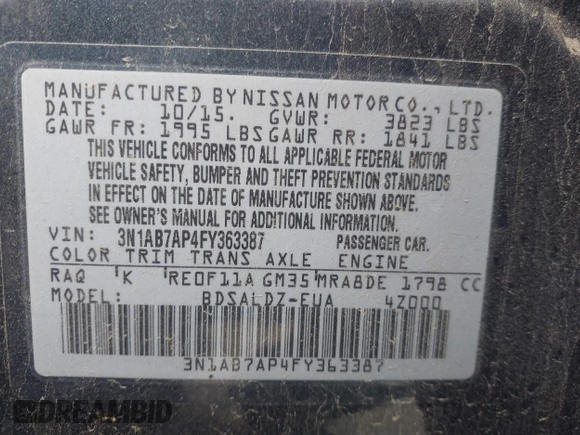 MANUFACTURED BY NISSAN MOTOR CO., LTD.
DATE: 10/15. GVWR: 3823 LBS
GAWR FR: 1995 LBS GAWR RR: 1841 LBS
THIS VEHICLE CONFORMS TO ALL APPLICABLE FEDERAL MOTOR
VEHICLE SAFETY, BUMPER AND THEFT PREVENTION STANDARDS
IN EFFECT ON THE DATE OF MANUFACTURE SHOWN ABOVE.
SEE OWNER'S MANUAL FOR ADDITIONAL INFORMATION.
VIN: 3N1AB7AP4FY363387 PASSENGER CAR.
COLOR TRIM TRANS AXLE ENGINE
RAQ 'K 'RE0F11A GM35'MRA8DE 1798 CC
MODEL: BDSALDZ-EUA 4Z000
3N1AB7AP4FY363387
DREAMBID